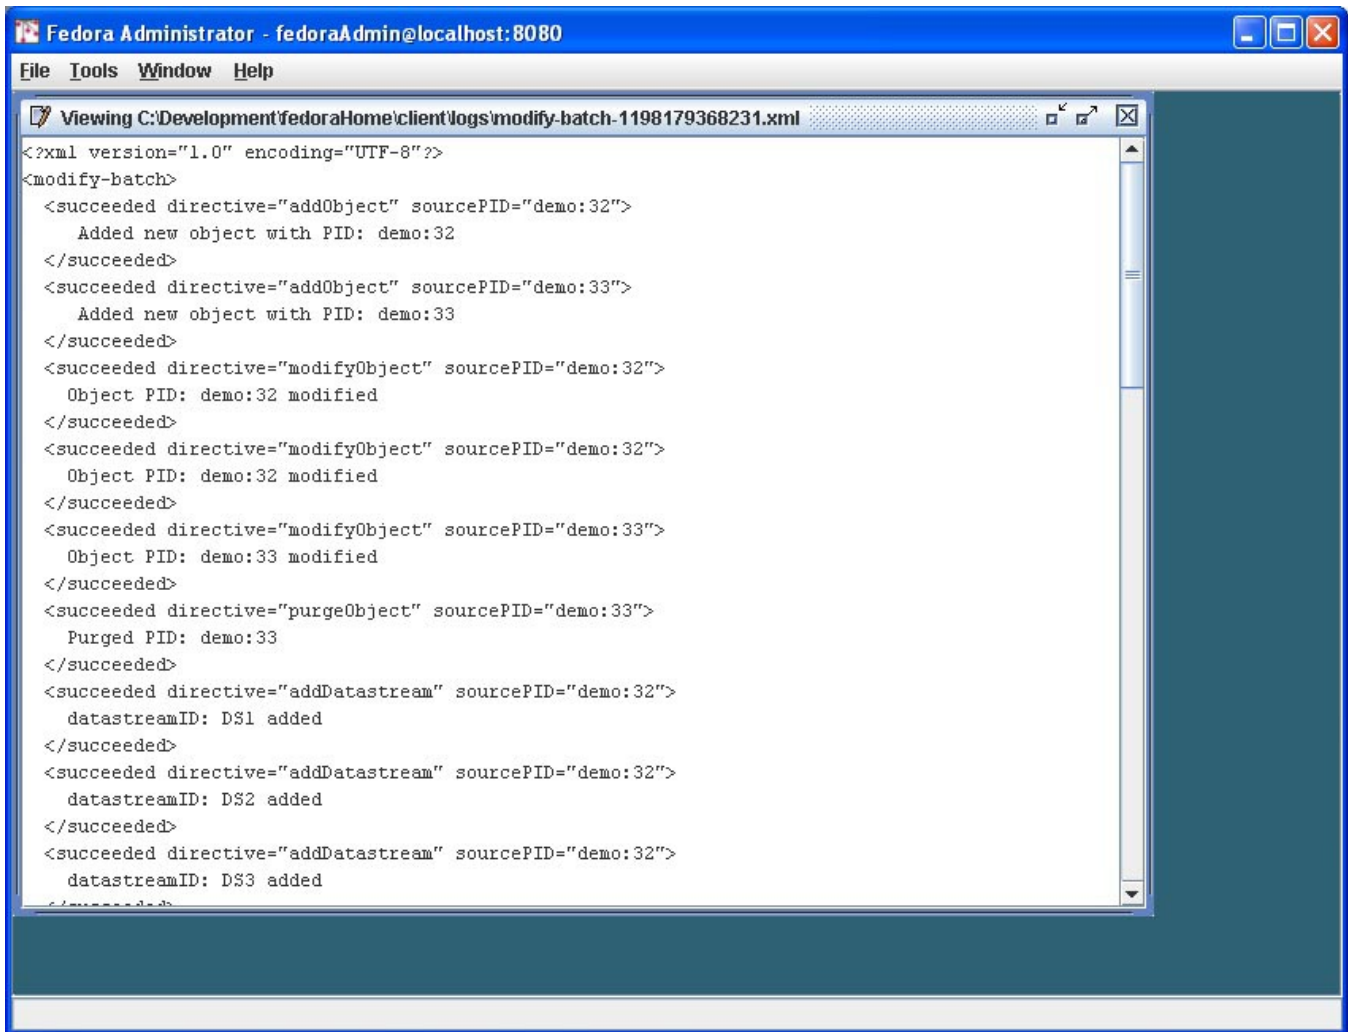 Fedora Administrator - fedoraAdmin@localhost:8080
File Tools Window Help
Viewing C:\Development\fedoraHome\client\logs\modify-batch-1198179368231.xml
<?xml version="1.0" encoding="UTF-8"?>
<modify-batch>
  <succeeded directive="addObject" sourcePID="demo:32">
     Added new object with PID: demo:32
  </succeeded>
  <succeeded directive="addObject" sourcePID="demo:33">
     Added new object with PID: demo:33
  </succeeded>
  <succeeded directive="modifyObject" sourcePID="demo:32">
    Object PID: demo:32 modified
  </succeeded>
  <succeeded directive="modifyObject" sourcePID="demo:32">
    Object PID: demo:32 modified
  </succeeded>
  <succeeded directive="modifyObject" sourcePID="demo:33">
    Object PID: demo:33 modified
  </succeeded>
  <succeeded directive="purgeObject" sourcePID="demo:33">
    Purged PID: demo:33
  </succeeded>
  <succeeded directive="addDatastream" sourcePID="demo:32">
    datastreamID: DS1 added
  </succeeded>
  <succeeded directive="addDatastream" sourcePID="demo:32">
    datastreamID: DS2 added
  </succeeded>
  <succeeded directive="addDatastream" sourcePID="demo:32">
    datastreamID: DS3 added